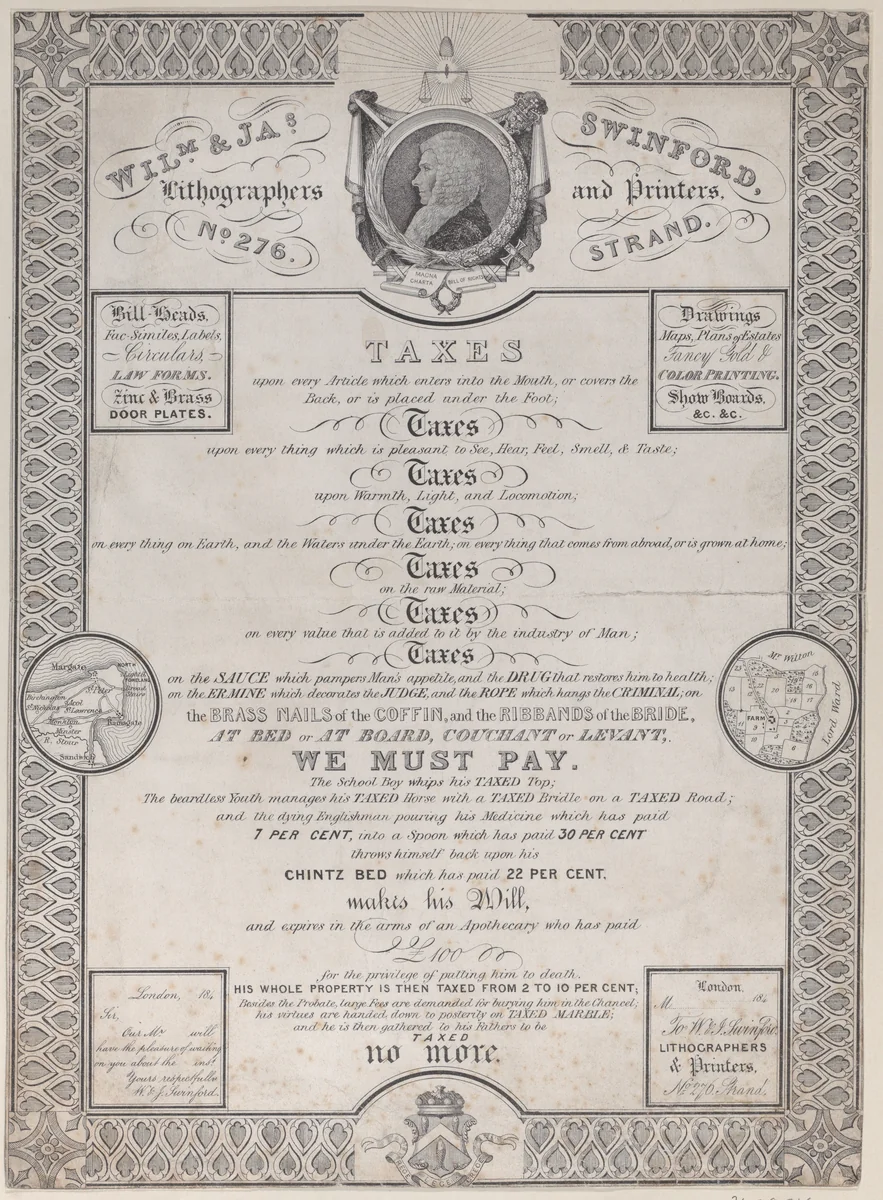 WILM & JAS SWINFORD,
Lithographers and Printers,
No 276. STRAND.
MAGNA CHARTA BILL OF RIGHTS
Bill-Heads,
Fac-Similes, Labels,
Circulars,
LAW FORMS.
Zinc & Brass
DOOR PLATES.
Drawings
Maps, Plans of Estates
Fancy Gold &
COLOR PRINTING.
Show Boards,
&C. &C.
TAXES
upon every Article which enters into the Mouth, or covers the
Back, or is placed under the Foot;
Taxes
upon every thing which is pleasant to See, Hear, Feel, Smell, & Taste;
Taxes
upon Warmth, Light, and Locomotion;
Taxes
on every thing on Earth, and the Waters under the Earth; on every thing that comes from abroad, or is grown at home;
Taxes
on the raw Material;
Taxes
on every value that is added to it by the industry of Man;
Taxes
on the SAUCE which pampers Man's appetite, and the DRUG that restores him to health;
on the ERMINE which decorates the JUDGE, and the ROPE which hangs the CRIMINAL; on
the BRASS NAILS of the COFFIN, and the RIBBANDS of the BRIDE,
AT BED or AT BOARD, COUCHANT or LEVANT,
WE MUST PAY.
Margate
NORTH
St Peter
Birchington
Acol
St Nicholas
St Lawrence
Monkton
Ramsgate
Minster
R. Stour
Sandwich
Mr Wilton
FARM
Lord Ward
The School Boy whips his TAXED Top;
The beardless Youth manages his TAXED Horse with a TAXED Bridle on a TAXED Road;
and the dying Englishman pouring his Medicine which has paid
7 PER CENT, into a Spoon which has paid 30 PER CENT
throws himself back upon his
CHINTZ BED which has paid 22 PER CENT,
makes his Will,
and expires in the arms of an Apothecary who has paid
£100
for the privilege of putting him to death.
HIS WHOLE PROPERTY IS THEN TAXED FROM 2 TO 10 PER CENT;
Besides the Probate, large Fees are demanded for burying him in the Chancel;
his virtues are handed down to posterity on TAXED MARBLE;
and he is then gathered to his Fathers to be
TAXED
no more.
London, 184
Sir,
Our Mr will
have the pleasure of waiting
on you about the inst
Yours respectfully
W. & J. Swinford.
London, 184
M
To W. & J. Swinford
LITHOGRAPHERS
& Printers,
No 276, Strand.